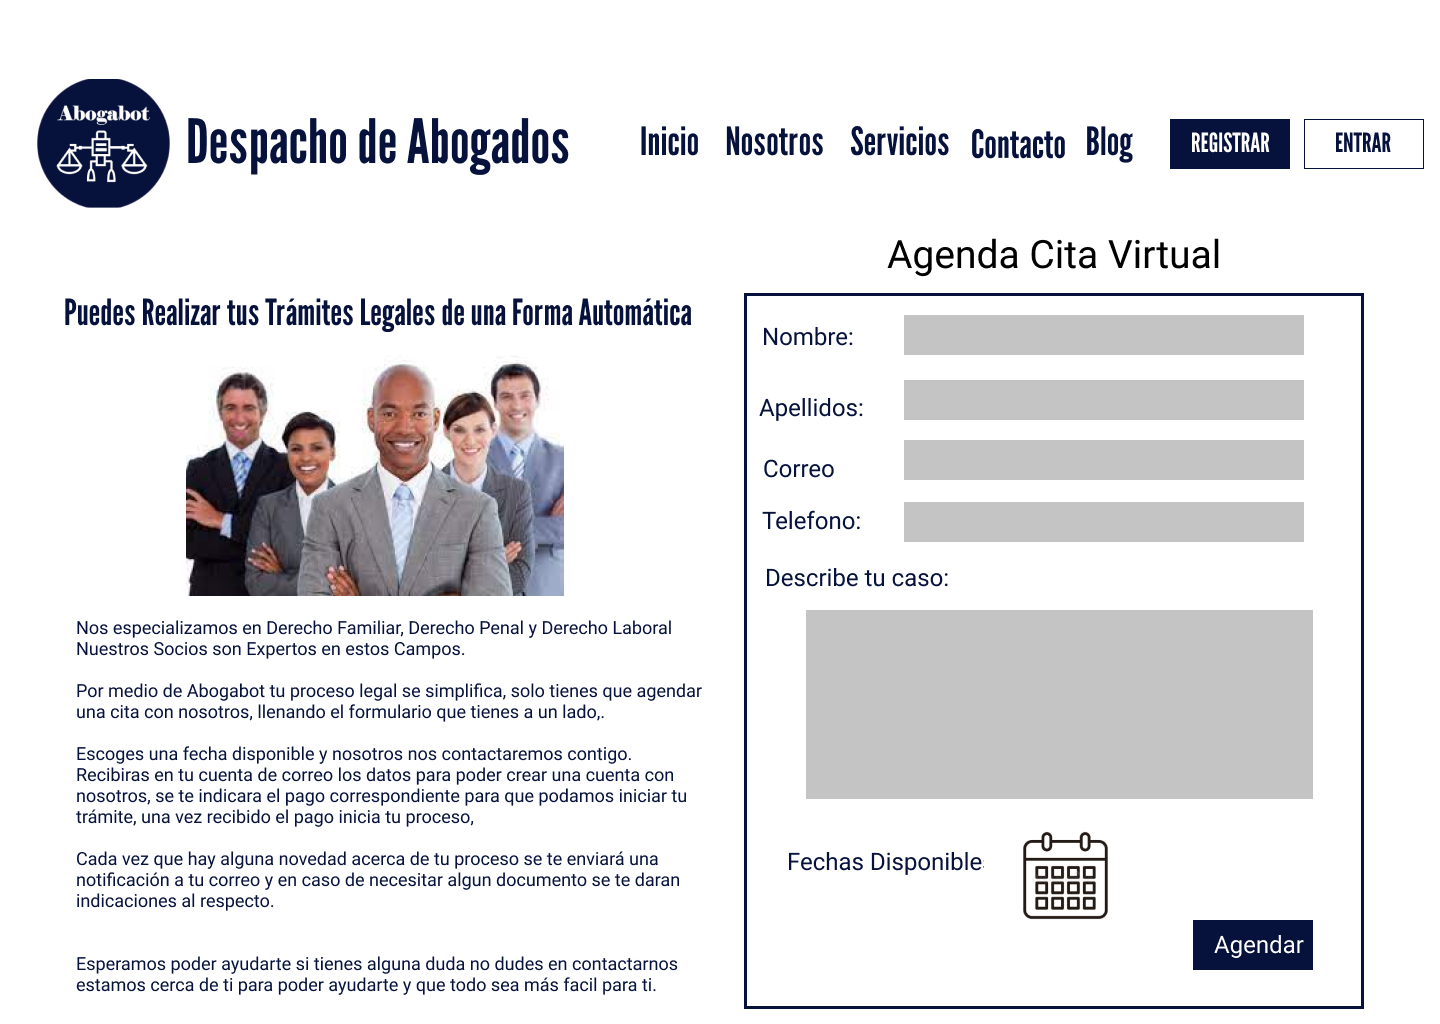 Abogabot
Despacho de Abogados
Inicio Nosotros Servicios Contacto Blog
REGISTRAR ENTRAR
Puedes Realizar tus Trámites Legales de una Forma Automática
Nos especializamos en Derecho Familiar, Derecho Penal y Derecho Laboral
Nuestros Socios son Expertos en estos Campos.
Por medio de Abogabot tu proceso legal se simplifica, solo tienes que agendar
una cita con nosotros, llenando el formulario que tienes a un lado,.
Escoges una fecha disponible y nosotros nos contactaremos contigo.
Recibiras en tu cuenta de correo los datos para poder crear una cuenta con
nosotros, se te indicara el pago correspondiente para que podamos iniciar tu
trámite, una vez recibido el pago inicia tu proceso,
Cada vez que hay alguna novedad acerca de tu proceso se te enviará una
notificación a tu correo y en caso de necesitar algun documento se te daran
indicaciones al respecto.
Esperamos poder ayudarte si tienes alguna duda no dudes en contactarnos
estamos cerca de ti para poder ayudarte y que todo sea más facil para ti.
Agenda Cita Virtual
Nombre:
Apellidos:
Correo
Telefono:
Describe tu caso:
Fechas Disponible
Agendar